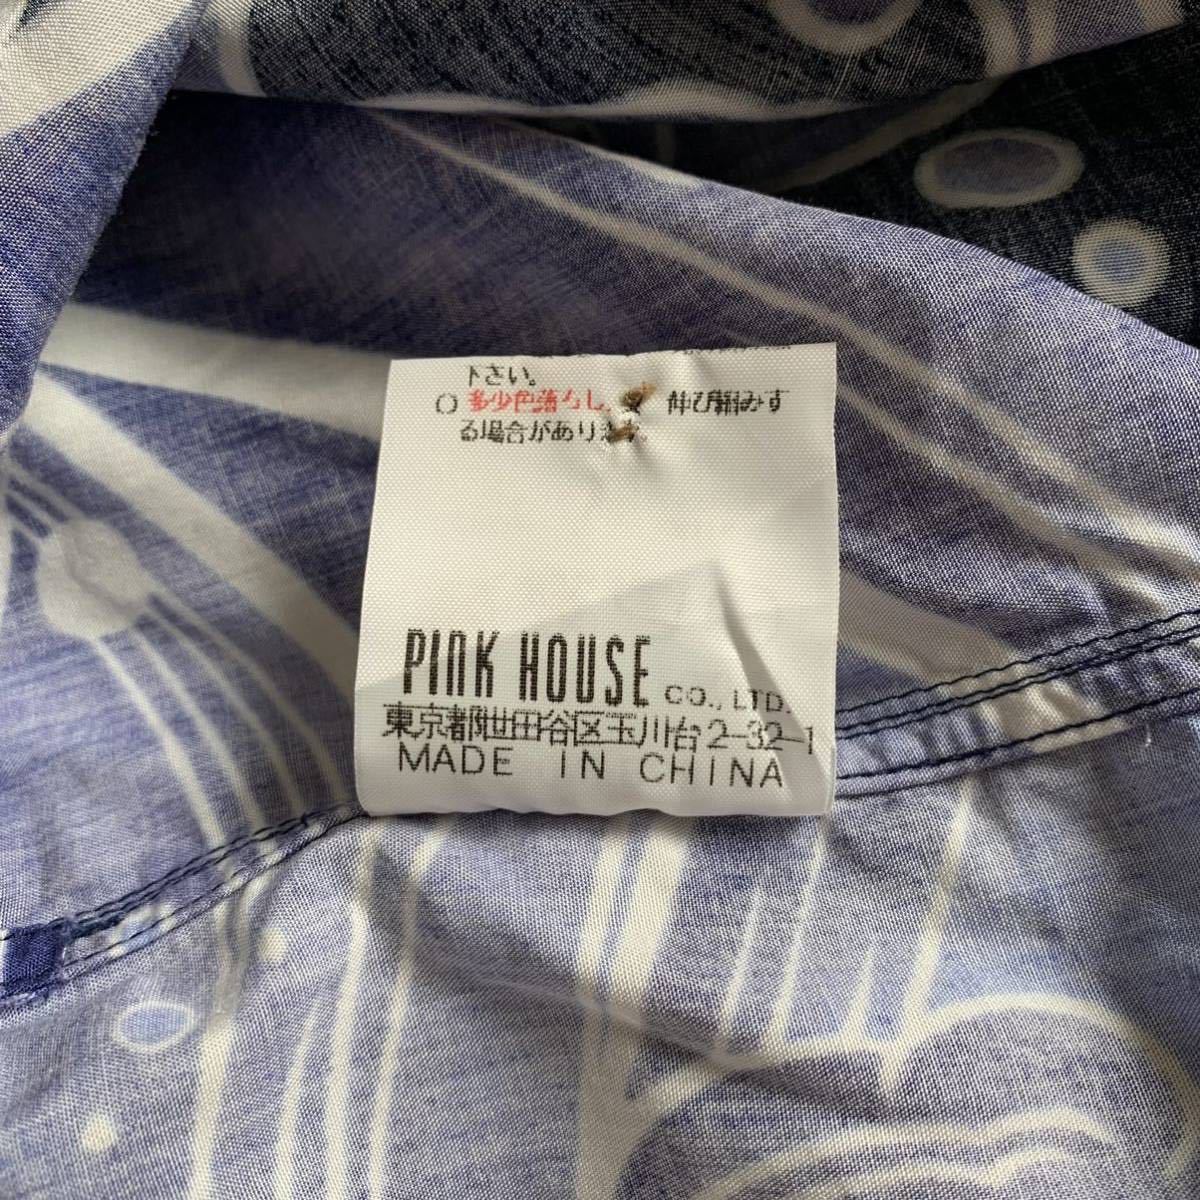 下さい。
○ 多少色落ちし、 伸び縮みす
る場合があります。
PINK HOUSE CO., LTD.
東京都世田谷区玉川台2-32-1
MADE IN CHINA